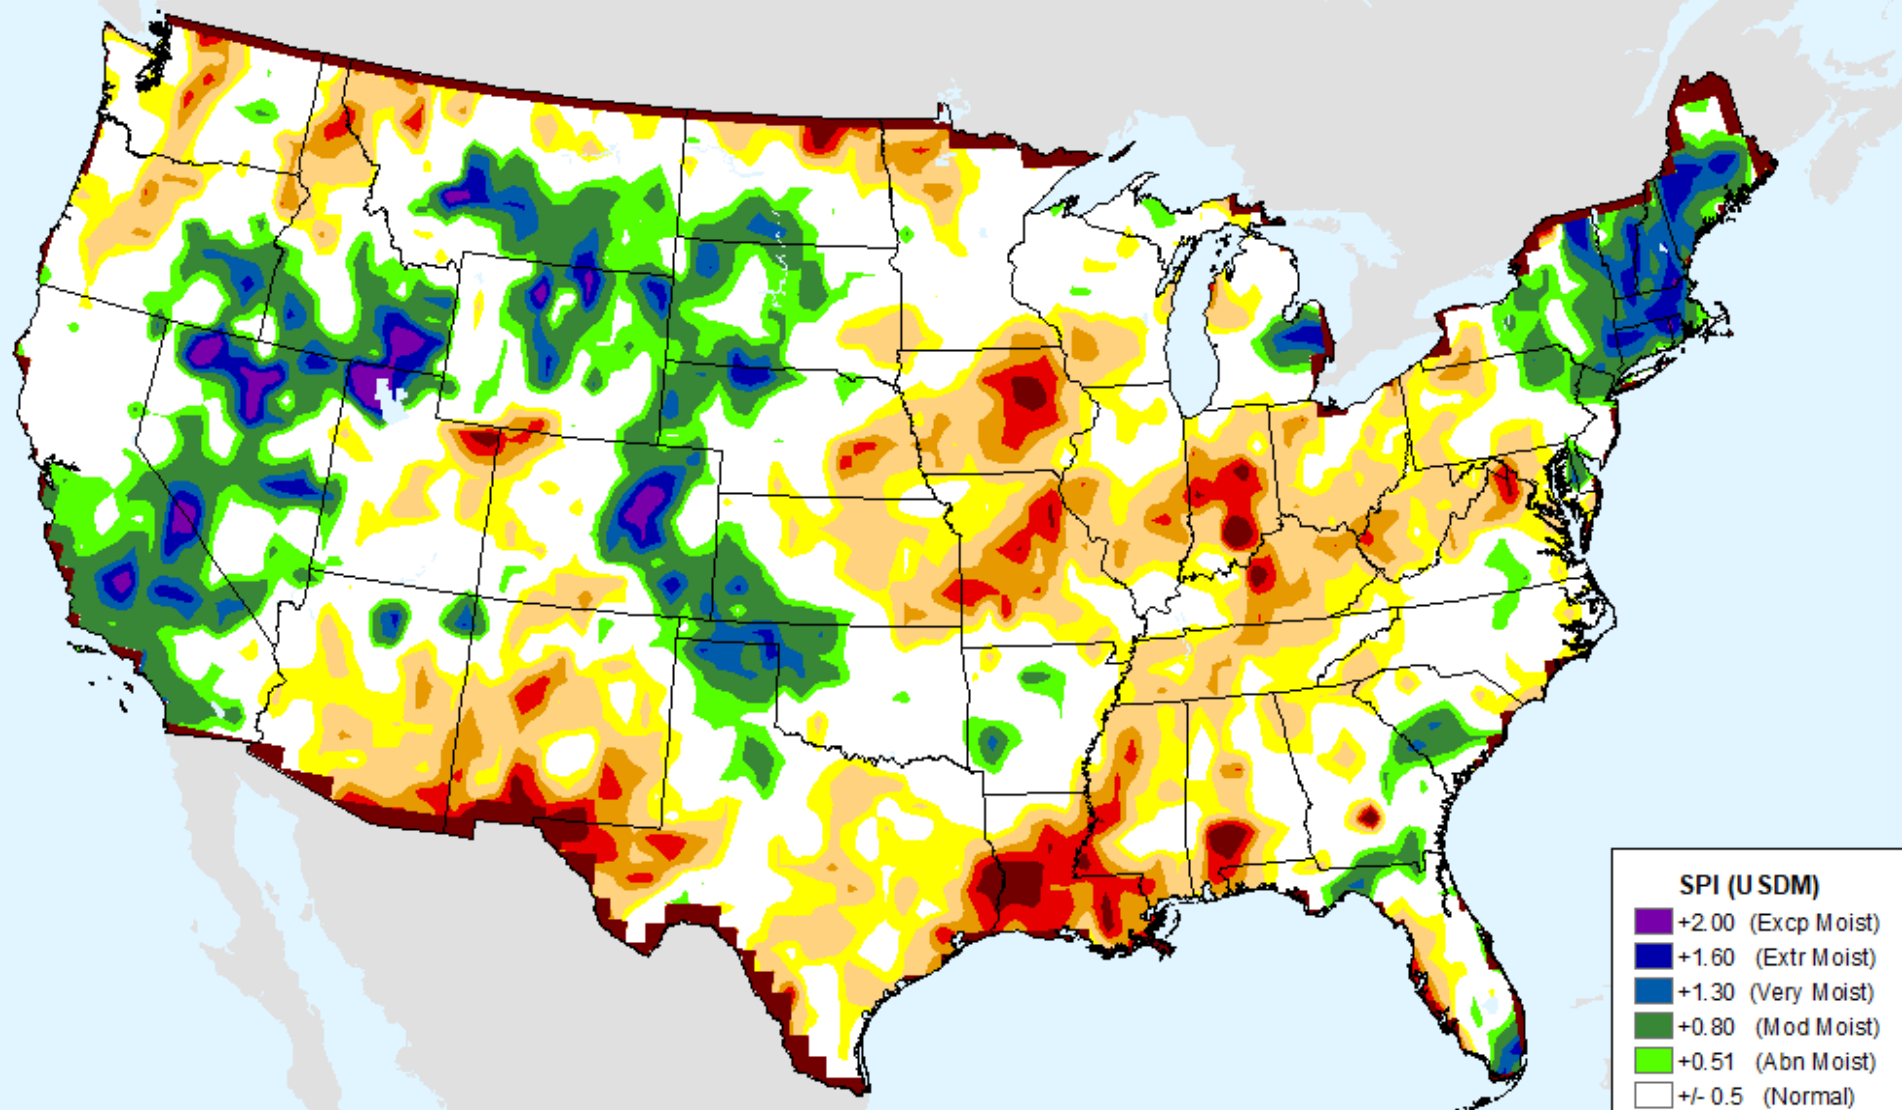 SPI (USDM)
+2.00 (Excp Moist)
+1.60 (Extr Moist)
+1.30 (Very Moist)
+0.80 (Mod Moist)
+0.51 (Abn Moist)
+/- 0.5 (Normal)